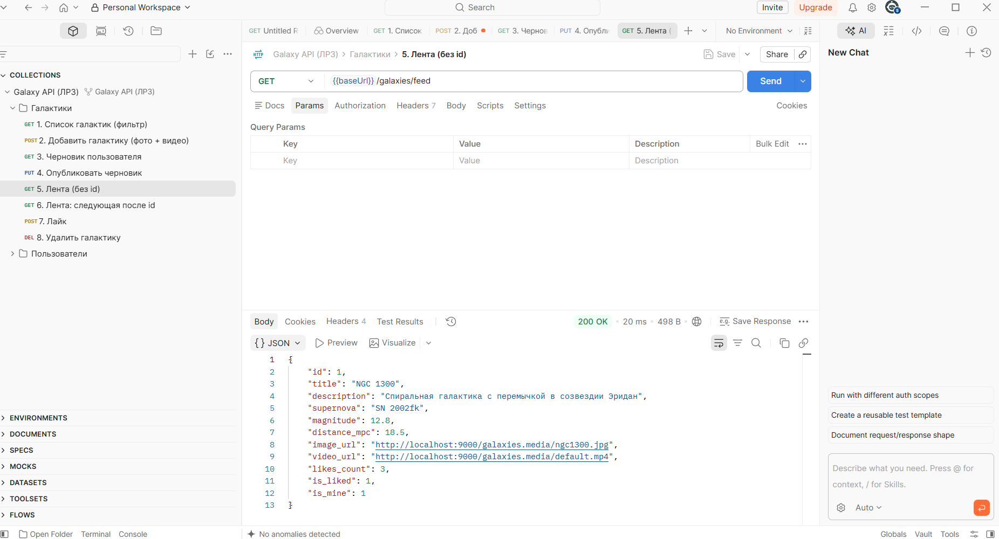 Personal Workspace
Search
Invite
Upgrade
GET Untitled R
Overview
GET 1. Список
POST 2. Доб
GET 3. Чернов
PUT 4. Опубли
GET 5. Лента (
No Environment
AI
HTTP Galaxy API (ЛР3) > Галактики > 5. Лента (без id)
Save
Share
New Chat
COLLECTIONS
Galaxy API (ЛР3) Galaxy API (ЛР3)
Галактики
GET 1. Список галактик (фильтр)
POST 2. Добавить галактику (фото + видео)
GET 3. Черновик пользователя
PUT 4. Опубликовать черновик
GET 5. Лента (без id)
GET 6. Лента: следующая после id
POST 7. Лайк
DEL 8. Удалить галактику
Пользователи
ENVIRONMENTS
DOCUMENTS
SPECS
MOCKS
DATASETS
TOOLSETS
FLOWS
GET {{baseUrl}} /galaxies/feed
Send
Docs Params Authorization Headers 7 Body Scripts Settings Cookies
Query Params
Key Value Description Bulk Edit
Key Value Description
Body Cookies Headers 4 Test Results 200 OK 20 ms 498 B e.g. Save Response
{} JSON Preview Visualize
1 {
2 "id": 1,
3 "title": "NGC 1300",
4 "description": "Спиральная галактика с перемычкой в созвездии Эридан",
5 "supernova": "SN 2002fk",
6 "magnitude": 12.8,
7 "distance_mpc": 18.5,
8 "image_url": "http://localhost:9000/galaxies.media/ngc1300.jpg",
9 "video_url": "http://localhost:9000/galaxies.media/default.mp4",
10 "likes_count": 3,
11 "is_liked": 1,
12 "is_mine": 1
13 }
Run with different auth scopes
Create a reusable test template
Document request/response shape
Describe what you need. Press @ for
context, / for Skills.
Auto
Open Folder Terminal Console
No anomalies detected
Globals Vault Tools